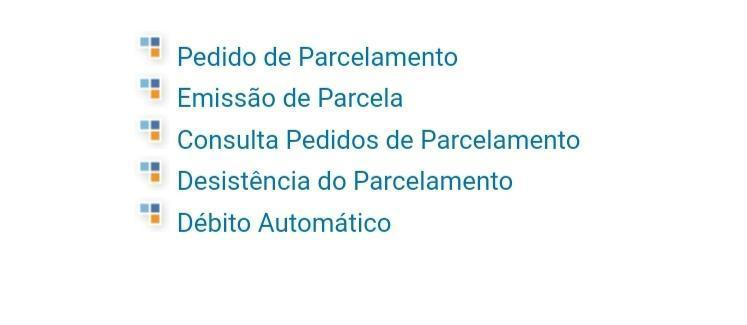 Pedido de Parcelamento
Emissão de Parcela
Consulta Pedidos de Parcelamento
Desistência do Parcelamento
Débito Automático